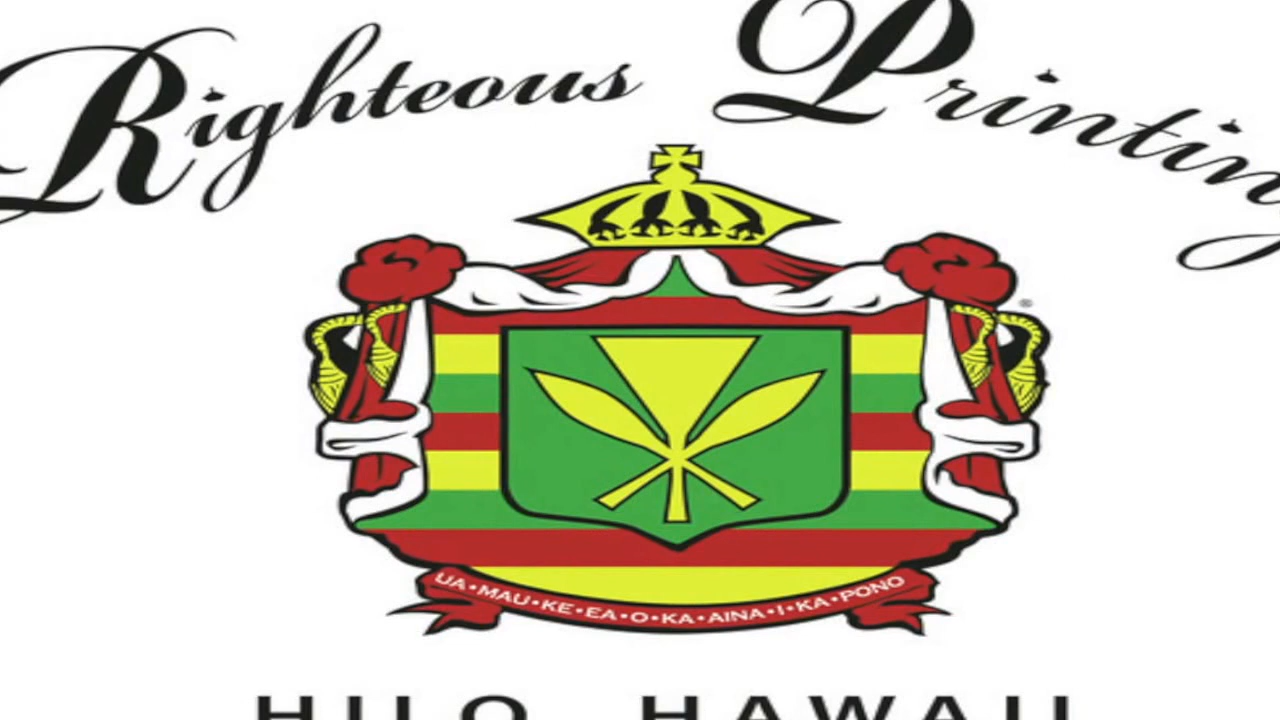 Righteous Printing
®
UA•MAU•KE•EA•O•KA•AINA•I•KA•PONO
HILO HAWAII